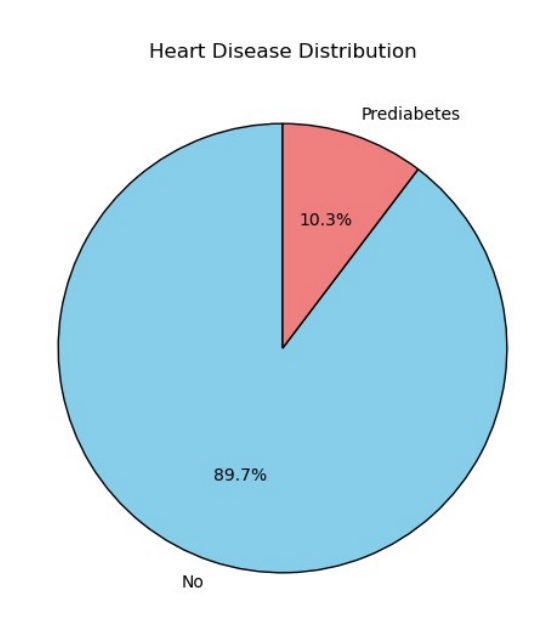 Heart Disease Distribution
Prediabetes
10.3%
89.7%
No